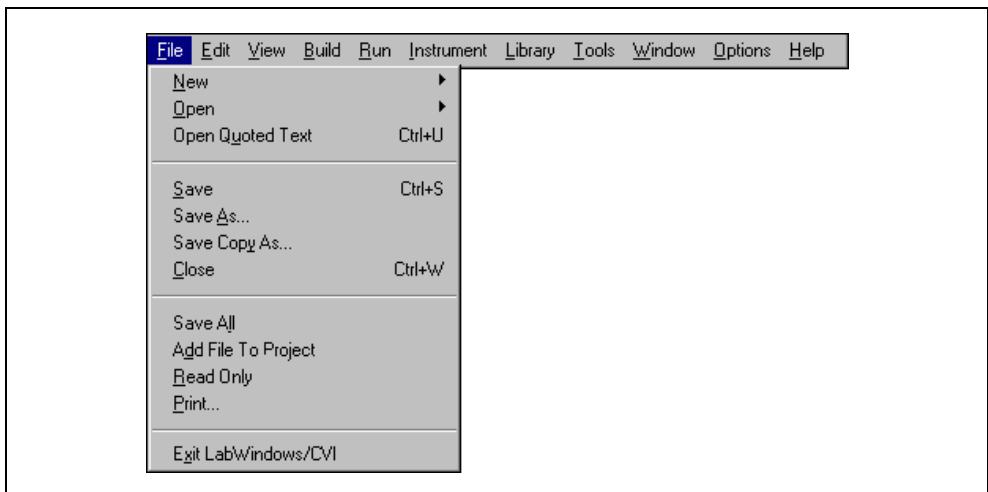 File Edit View Build Run Instrument Library Tools Window Options Help
New
Open
Open Quoted Text Ctrl+U
Save Ctrl+S
Save As...
Save Copy As...
Close Ctrl+W
Save All
Add File To Project
Read Only
Print...
Exit LabWindows/CVI